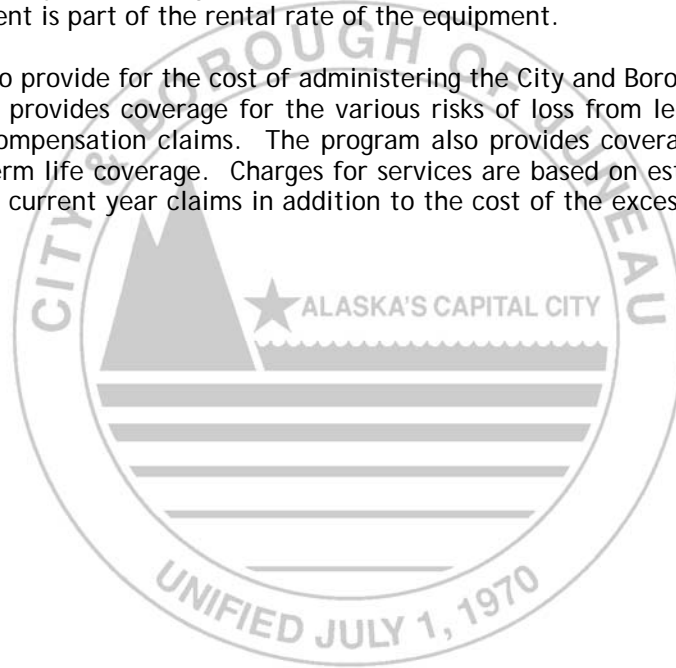 ent is part of the rental rate of the equipment.
o provide for the cost of administering the City and Boro
provides coverage for the various risks of loss from le
ompensation claims. The program also provides covera
erm life coverage. Charges for services are based on est
current year claims in addition to the cost of the exces
CITY & BOROUGH OF JUNEAU
ALASKA'S CAPITAL CITY
UNIFIED JULY 1, 1970